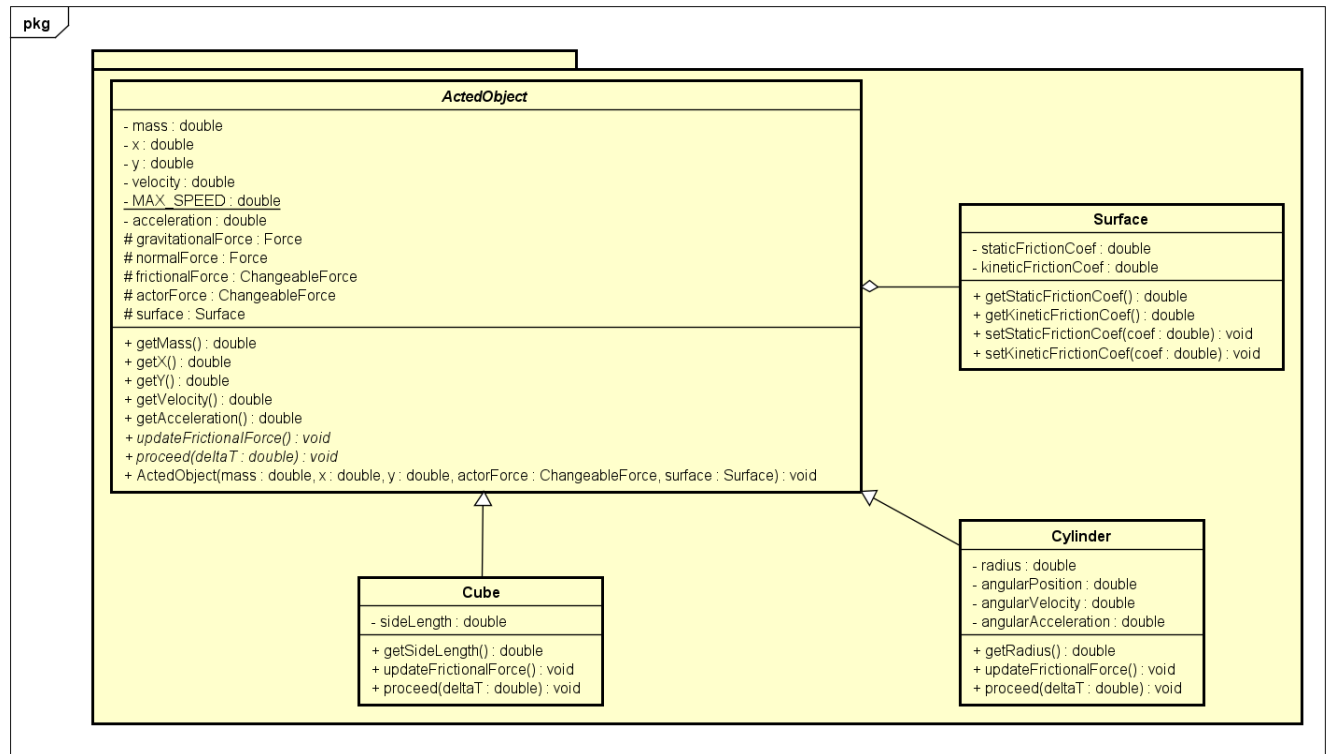 pkg
ActedObject
- mass : double
- x : double
- y : double
- velocity : double
- MAX_SPEED : double
- acceleration : double
# gravitationalForce : Force
# normalForce : Force
# frictionalForce : ChangeableForce
# actorForce : ChangeableForce
# surface : Surface
+ getMass() : double
+ getX() : double
+ getY() : double
+ getVelocity() : double
+ getAcceleration() : double
+ updateFrictionalForce() : void
+ proceed(deltaT : double) : void
+ ActedObject(mass : double, x : double, y : double, actorForce : ChangeableForce, surface : Surface) : void
Surface
- staticFrictionCoef : double
- kineticFrictionCoef : double
+ getStaticFrictionCoef() : double
+ getKineticFrictionCoef() : double
+ setStaticFrictionCoef(coef : double) : void
+ setKineticFrictionCoef(coef : double) : void
Cube
- sideLength : double
+ getSideLength() : double
+ updateFrictionalForce() : void
+ proceed(deltaT : double) : void
Cylinder
- radius : double
- angularPosition : double
- angularVelocity : double
- angularAcceleration : double
+ getRadius() : double
+ updateFrictionalForce() : void
+ proceed(deltaT : double) : void